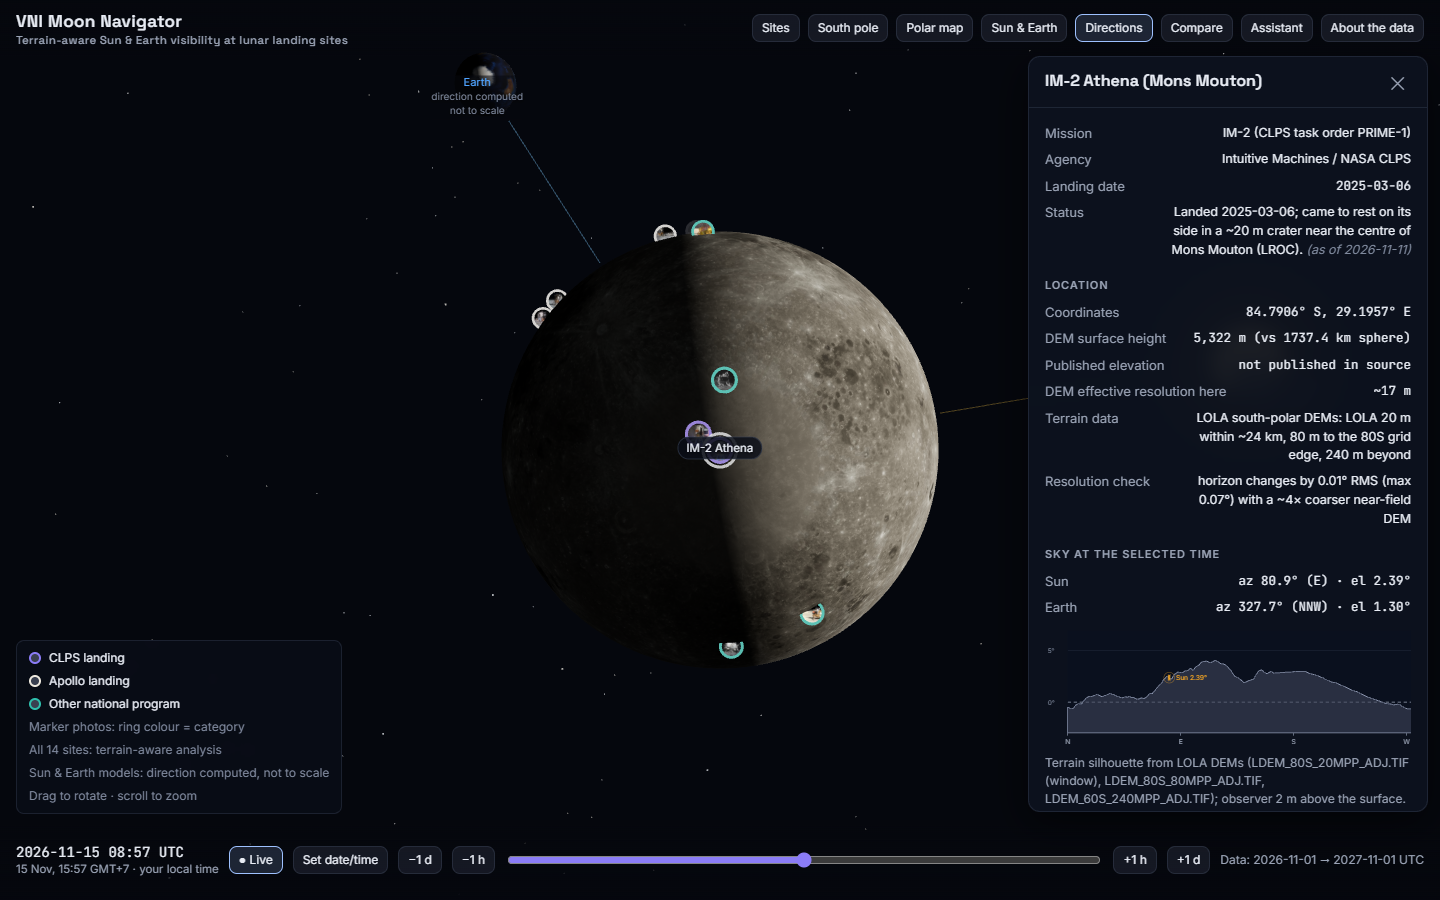 VNI Moon Navigator
Terrain-aware Sun & Earth visibility at lunar landing sites
Sites
South pole
Polar map
Sun & Earth
Directions
Compare
Assistant
About the data
Earth
direction computed
not to scale
IM-2 Athena
IM-2 Athena (Mons Mouton)
Mission IM-2 (CLPS task order PRIME-1)
Agency Intuitive Machines / NASA CLPS
Landing date 2025-03-06
Status Landed 2025-03-06; came to rest on its
side in a ~20 m crater near the centre of
Mons Mouton (LROC). (as of 2026-11-11)
LOCATION
Coordinates 84.7906° S, 29.1957° E
DEM surface height 5,322 m (vs 1737.4 km sphere)
Published elevation not published in source
DEM effective resolution here ~17 m
Terrain data LOLA south-polar DEMs: LOLA 20 m
within ~24 km, 80 m to the 80S grid
edge, 240 m beyond
Resolution check horizon changes by 0.01° RMS (max
0.07°) with a ~4× coarser near-field
DEM
SKY AT THE SELECTED TIME
Sun az 80.9° (E) · el 2.39°
Earth az 327.7° (NNW) · el 1.30°
5°
Sun 2.39°
0°
N E S W
Terrain silhouette from LOLA DEMs (LDEM_80S_20MPP_ADJ.TIF
(window), LDEM_80S_80MPP_ADJ.TIF,
LDEM_60S_240MPP_ADJ.TIF); observer 2 m above the surface.
CLPS landing
Apollo landing
Other national program
Marker photos: ring colour = category
All 14 sites: terrain-aware analysis
Sun & Earth models: direction computed, not to scale
Drag to rotate · scroll to zoom
2026-11-15 08:57 UTC
15 Nov, 15:57 GMT+7 · your local time
● Live
Set date/time
−1 d
−1 h
+1 h
+1 d
Data: 2026-11-01 → 2027-11-01 UTC